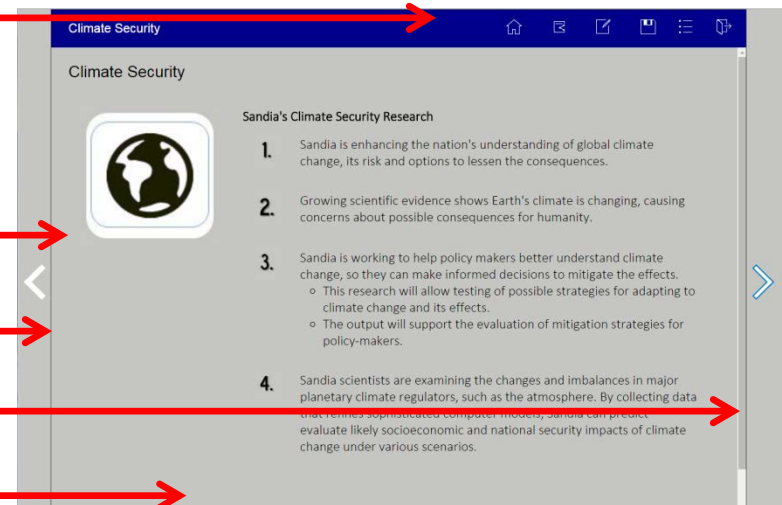 Climate Security
Climate Security
Sandia's Climate Security Research
1. Sandia is enhancing the nation's understanding of global climate
change, its risk and options to lessen the consequences.
2. Growing scientific evidence shows Earth's climate is changing, causing
concerns about possible consequences for humanity.
3. Sandia is working to help policy makers better understand climate
change, so they can make informed decisions to mitigate the effects.
○ This research will allow testing of possible strategies for adapting to
climate change and its effects.
○ The output will support the evaluation of mitigation strategies for
policy-makers.
4. Sandia scientists are examining the changes and imbalances in major
planetary climate regulators, such as the atmosphere. By collecting data
that refines sophisticated computer models, Sandia can predict
evaluate likely socioeconomic and national security impacts of climate
change under various scenarios.